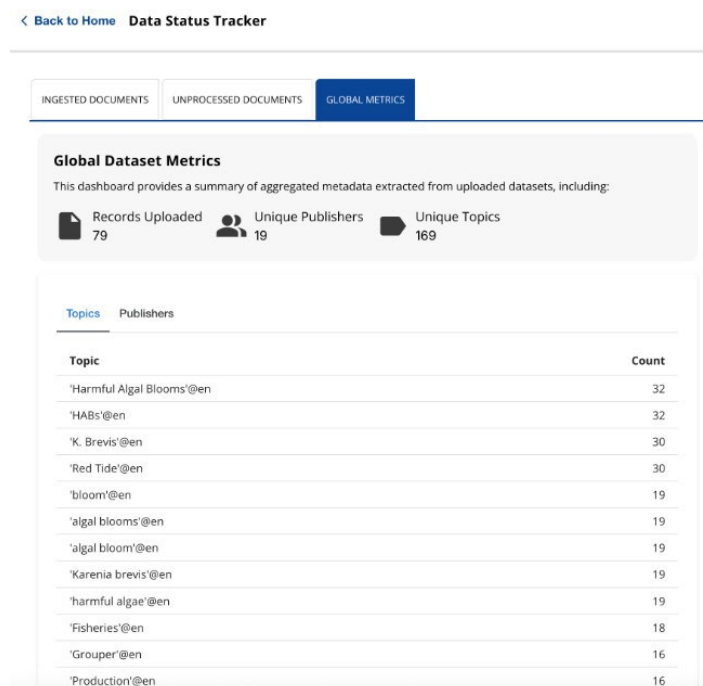 Back to Home Data Status Tracker
INGESTED DOCUMENTS UNPROCESSED DOCUMENTS GLOBAL METRICS
Global Dataset Metrics
This dashboard provides a summary of aggregated metadata extracted from uploaded datasets, including:
Records Uploaded Unique Publishers Unique Topics
79 19 169
Topics Publishers
Topic Count
'Harmful Algal Blooms'@en 32
'HABs'@en 32
'K. Brevis'@en 30
'Red Tide'@en 30
'bloom'@en 19
'algal blooms'@en 19
'algal bloom'@en 19
'Karenia brevis'@en 19
'harmful algae'@en 19
'Fisheries'@en 18
'Grouper'@en 16
'Production'@en 16